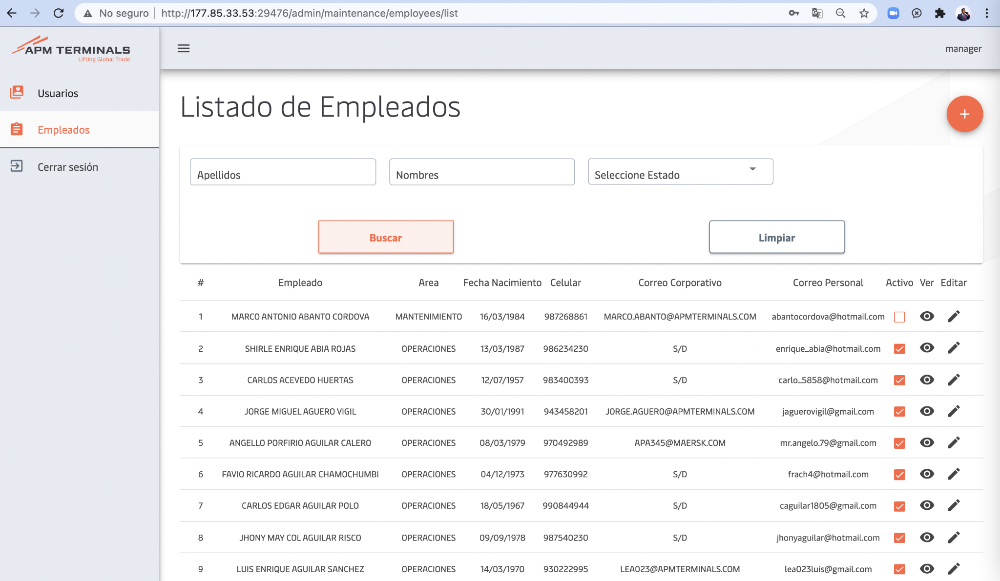 No seguro http://177.85.33.53:29476/admin/maintenance/employees/list
APM TERMINALS
Lifting Global Trade
manager
Usuarios
Empleados
Cerrar sesión
Listado de Empleados
+
Apellidos Nombres Seleccione Estado
Buscar Limpiar
# Empleado Area Fecha Nacimiento Celular Correo Corporativo Correo Personal Activo Ver Editar
1 MARCO ANTONIO ABANTO CORDOVA MANTENIMIENTO 16/03/1984 987268861 MARCO.ABANTO@APMTERMINALS.COM abantocordova@hotmail.com
2 SHIRLE ENRIQUE ABIA ROJAS OPERACIONES 13/03/1987 986234230 S/D enrique_abia@hotmail.com
3 CARLOS ACEVEDO HUERTAS OPERACIONES 12/07/1957 983400393 S/D carlo_5858@hotmail.com
4 JORGE MIGUEL AGUERO VIGIL OPERACIONES 30/01/1991 943458201 JORGE.AGUERO@APMTERMINALS.COM jaguerovigil@gmail.com
5 ANGELLO PORFIRIO AGUILAR CALERO OPERACIONES 08/03/1979 970492989 APA345@MAERSK.COM mr.angelo.79@gmail.com
6 FAVIO RICARDO AGUILAR CHAMOCHUMBI OPERACIONES 04/12/1973 977630992 S/D frach4@hotmail.com
7 CARLOS EDGAR AGUILAR POLO OPERACIONES 18/05/1967 990844944 S/D caguilar1805@gmail.com
8 JHONY MAY COL AGUILAR RISCO OPERACIONES 09/09/1978 987540230 S/D jhonyaguilar@hotmail.com
9 LUIS ENRIQUE AGUILAR SANCHEZ OPERACIONES 14/03/1970 930222995 LEA023@APMTERMINALS.COM lea023luis@gmail.com